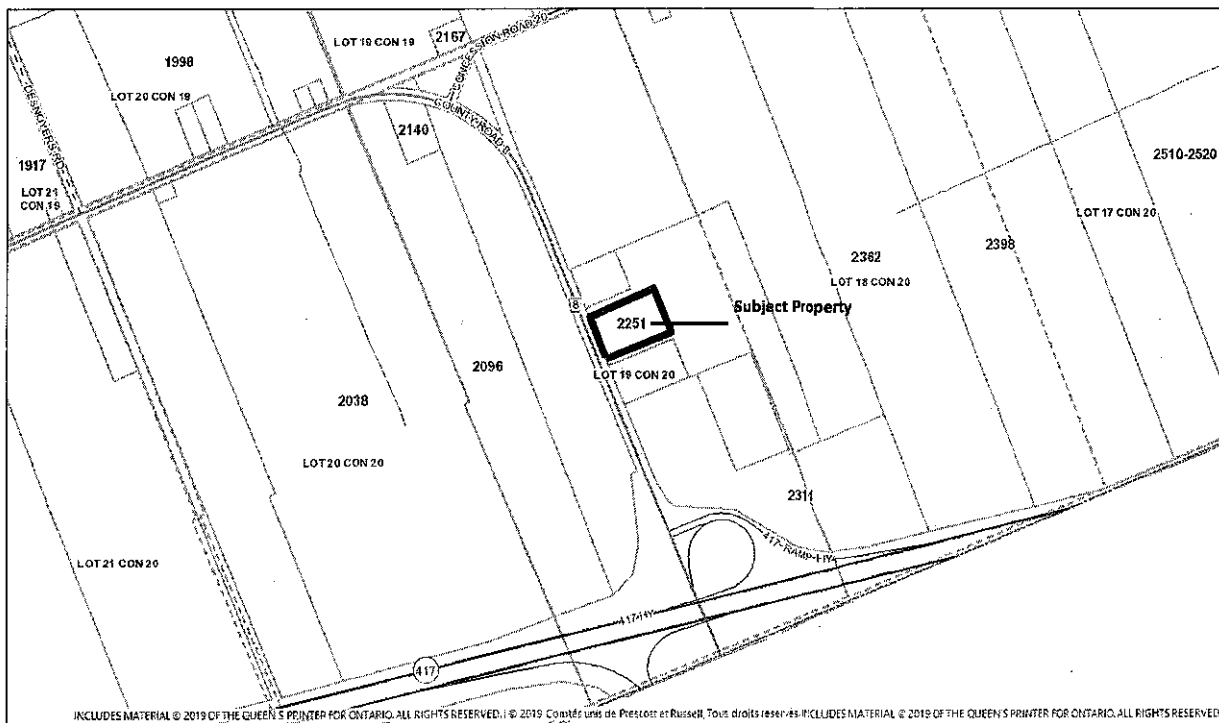 LOT 19 CON 19
2167
CONCESSION ROAD 20
1998
LOT 20 CON 19
DESNOYERS RD
COUNTY ROAD 8
2140
1917
LOT 21
CON 19
2510-2520
LOT 17 CON 20
2398
2362
LOT 18 CON 20
8
Subject Property
2251
LOT 19 CON 20
2096
2038
LOT 20 CON 20
2311
417-RAMP-HY
LOT 21 CON 20
417-HY
417
INCLUDES MATERIAL © 2019 OF THE QUEEN'S PRINTER FOR ONTARIO. ALL RIGHTS RESERVED. | © 2019 Comtés unis de Prescott et Russell, Tous droits réservés INCLUDES MATERIAL © 2019 OF THE QUEEN'S PRINTER FOR ONTARIO. ALL RIGHTS RESERVED